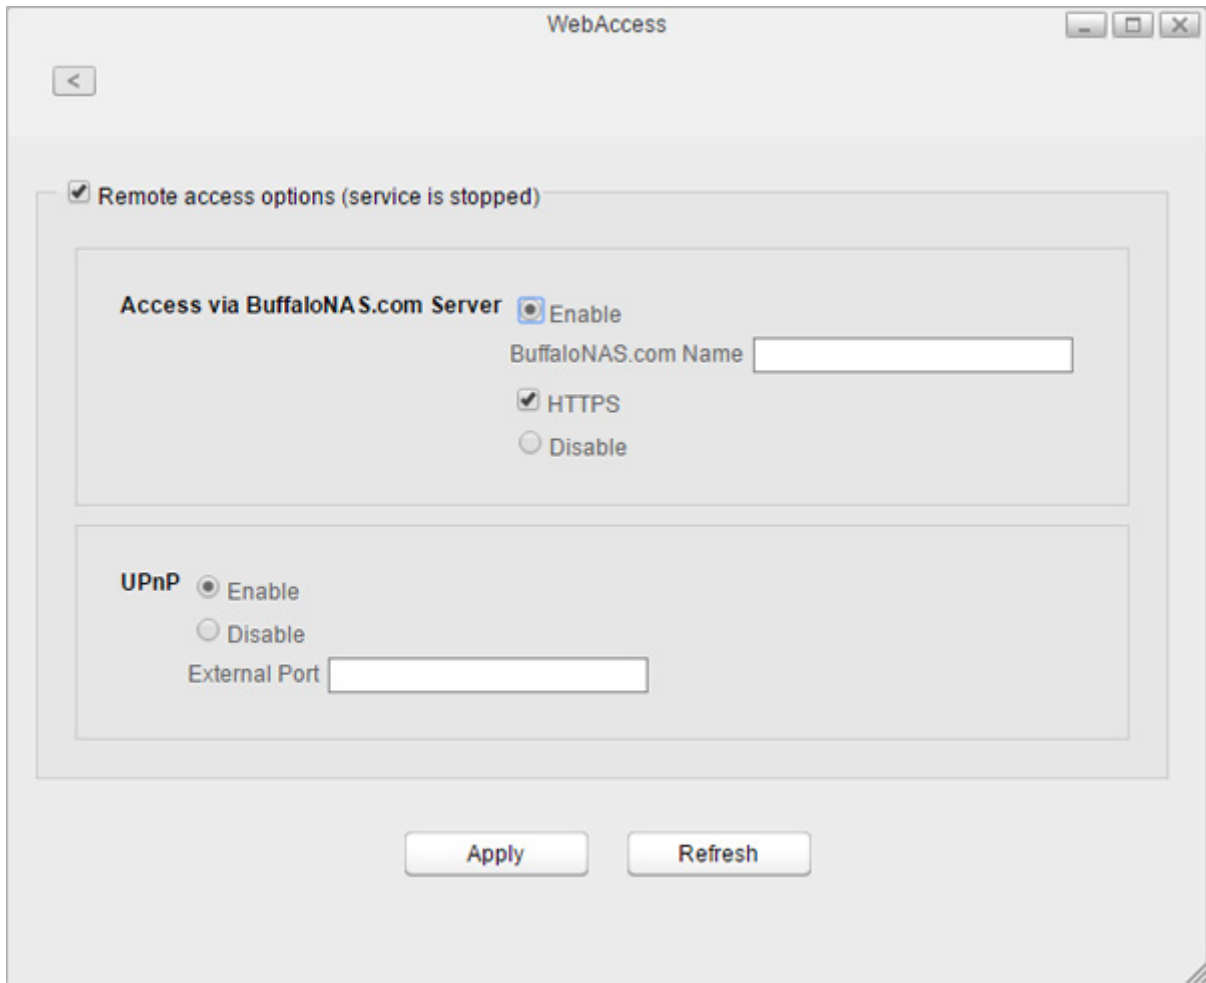 WebAccess
<
Remote access options (service is stopped)
Access via BuffaloNAS.com Server Enable
BuffaloNAS.com Name
HTTPS
Disable
UPnP Enable
Disable
External Port
Apply Refresh